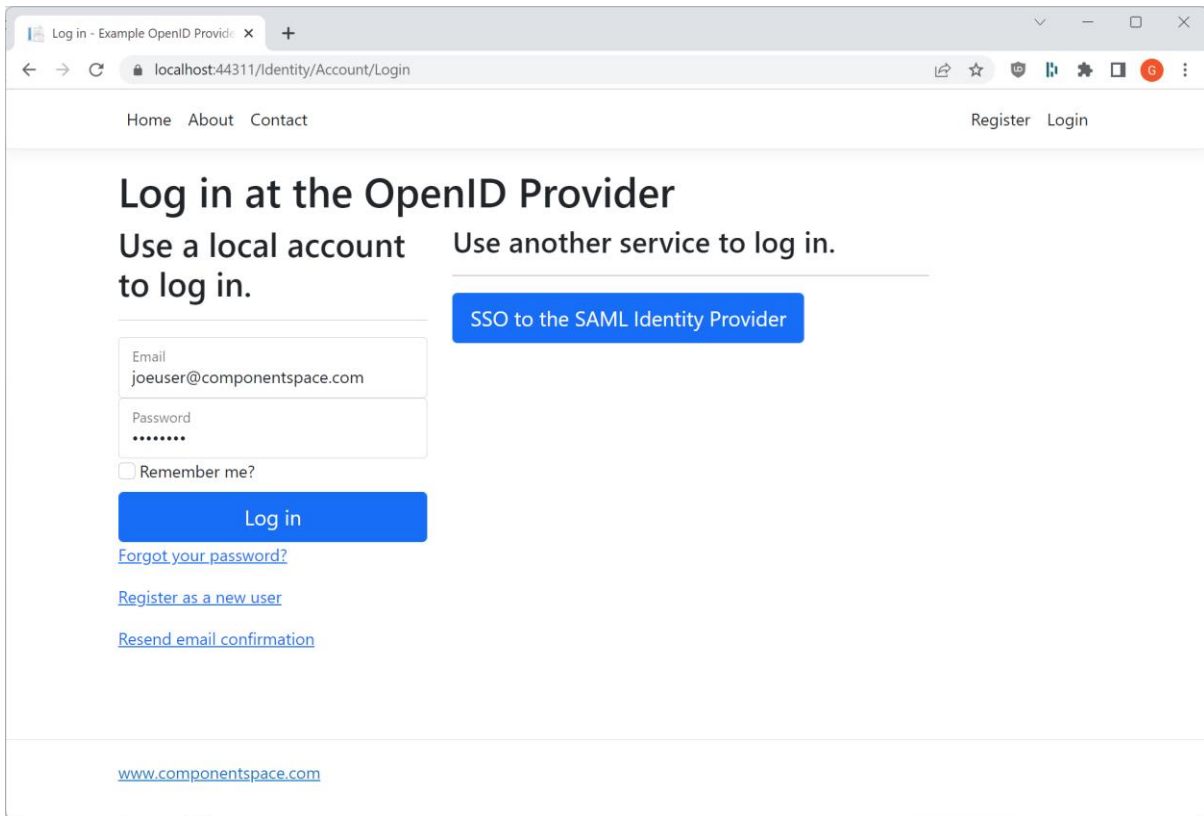 Log in - Example OpenID Provide
localhost:44311/Identity/Account/Login
G
Home About Contact
Register Login
Log in at the OpenID Provider
Use a local account
to log in.
Use another service to log in.
SSO to the SAML Identity Provider
Email
joeuser@componentspace.com
Password
••••••••
Remember me?
Log in
Forgot your password?
Register as a new user
Resend email confirmation
www.componentspace.com